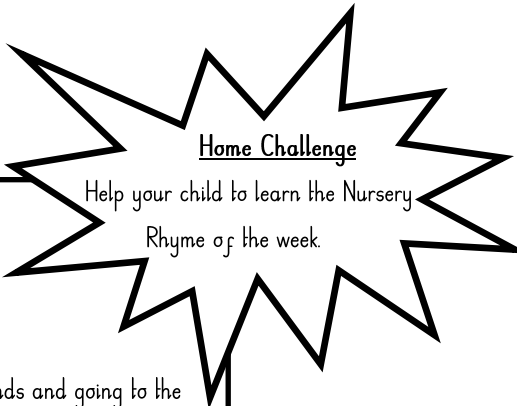 Home Challenge
Help your child to learn the Nursery
Rhyme of the week.
and going to the